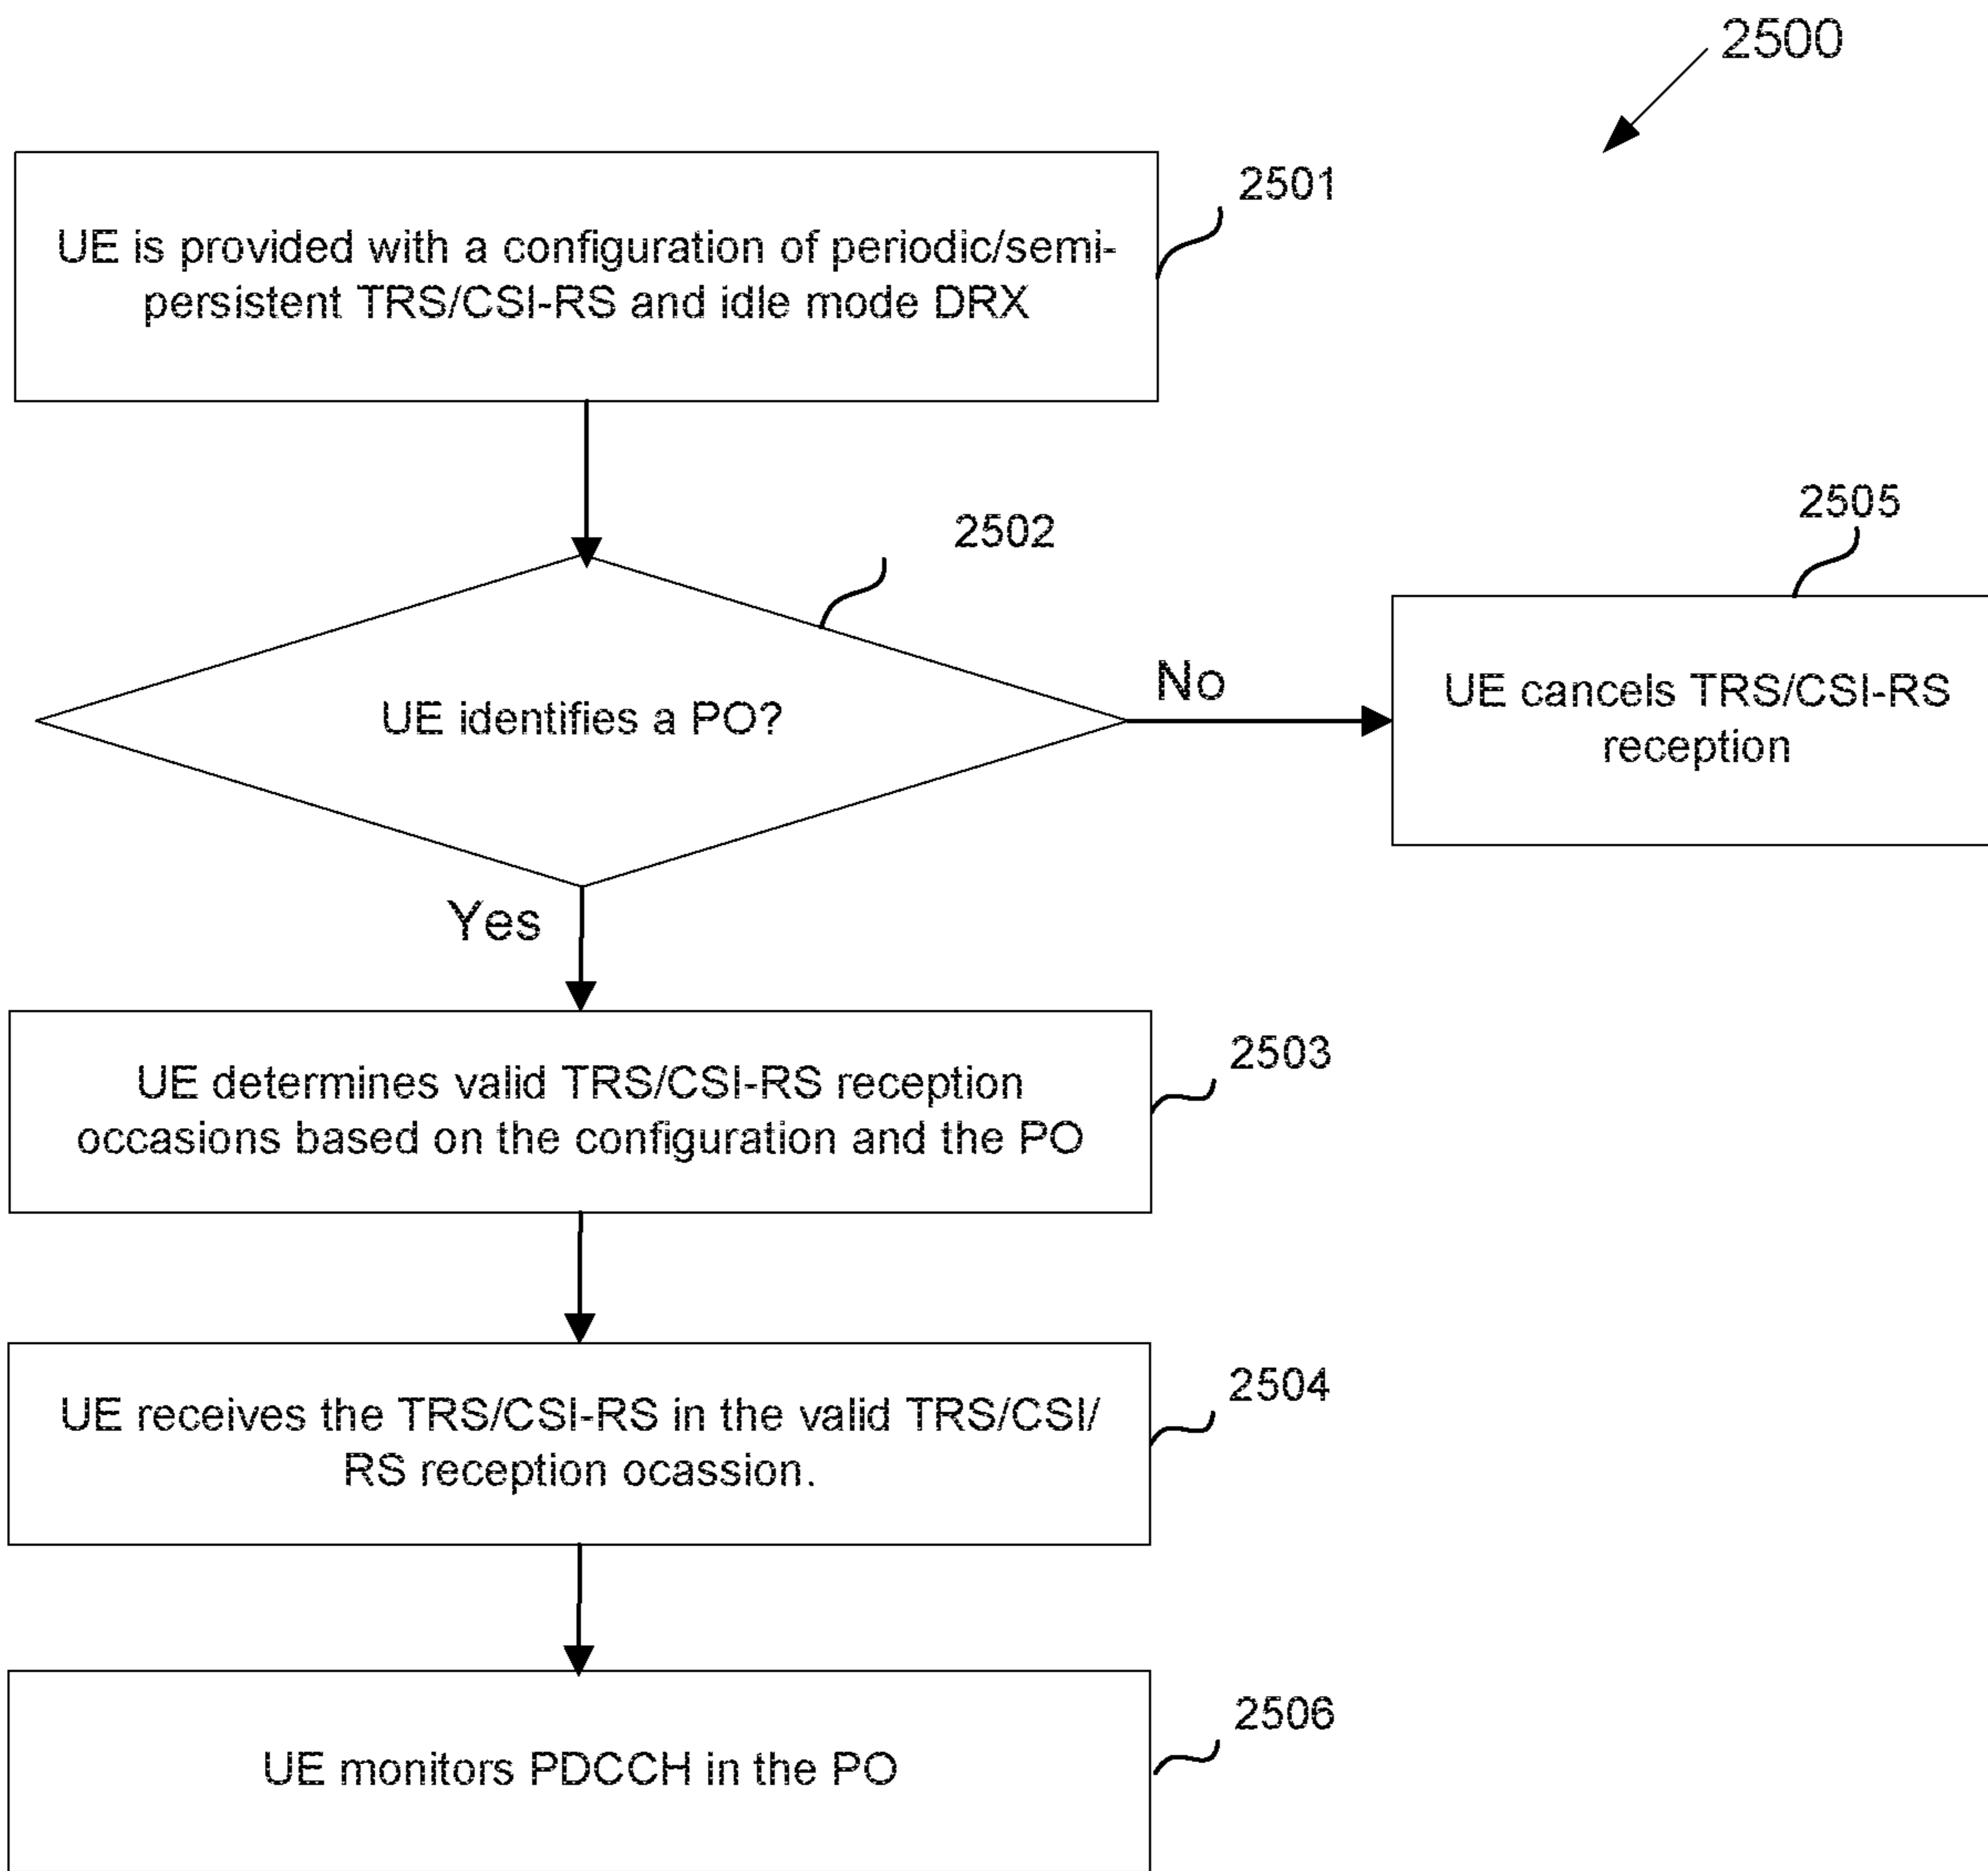 2500
2501
UE is provided with a configuration of periodic/semi-
persistent TRS/CSI-RS and idle mode DRX
2502
2505
UE identifies a PO?
No
UE cancels TRS/CSI-RS
reception
Yes
2503
UE determines valid TRS/CSI-RS reception
occasions based on the configuration and the PO
2504
UE receives the TRS/CSI-RS in the valid TRS/CSI/
RS reception ocassion.
2506
UE monitors PDCCH in the PO